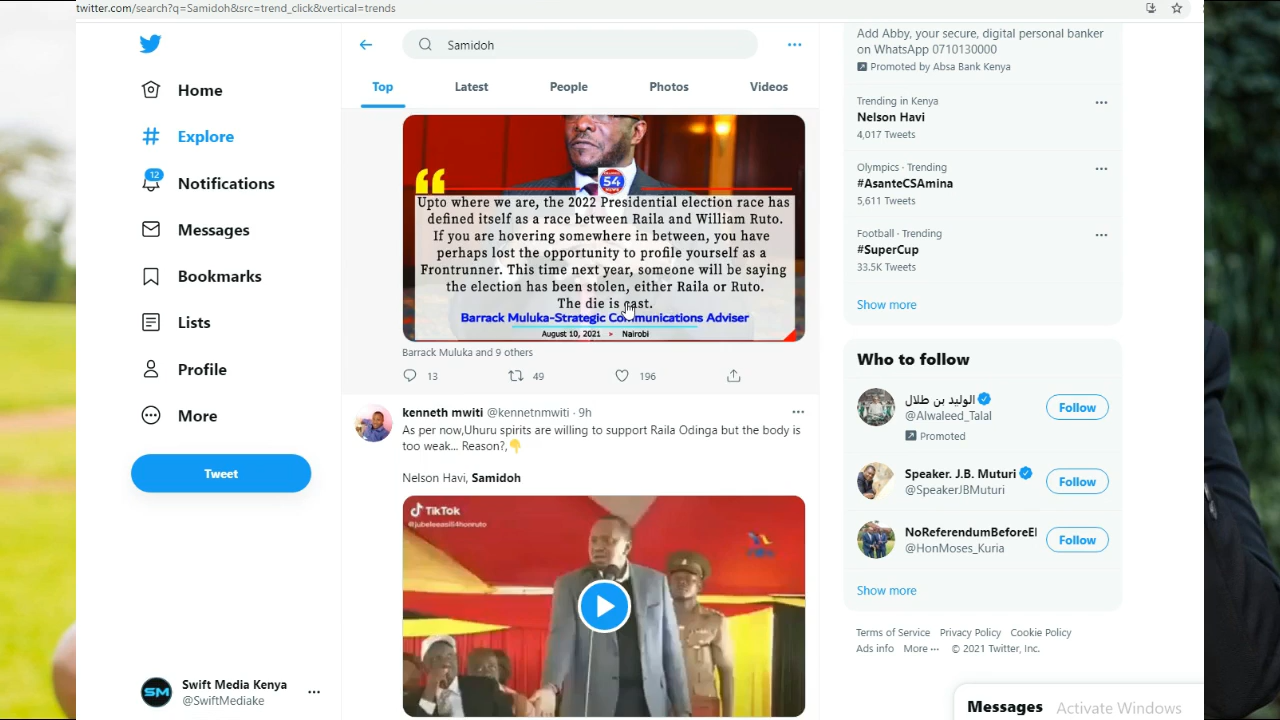 twitter.com/search?q=Samidoh&src=trend_click&vertical=trends
Home
Explore
12
Notifications
Messages
Bookmarks
Lists
Profile
More
Tweet
SM
Swift Media Kenya
@SwiftMediake
Samidoh
Top
Latest
People
Photos
Videos
54
Upto where we are, the 2022 Presidential election race has
defined itself as a race between Raila and William Ruto.
If you are hovering somewhere in between, you have
perhaps lost the opportunity to profile yourself as a
Frontrunner. This time next year, someone will be saying
the election has been stolen, either Raila or Ruto.
The die is cast.
Barrack Muluka-Strategic Communications Adviser
August 10, 2021 Nairobi
Barrack Muluka and 9 others
13 49 196
kenneth mwiti @kennetnmwiti · 9h
As per now,Uhuru spirits are willing to support Raila Odinga but the body is
too weak... Reason?,👇
Nelson Havi, Samidoh
TikTok
@jubeleeasili54honruto
Add Abby, your secure, digital personal banker
on WhatsApp 0710130000
Promoted by Absa Bank Kenya
Trending in Kenya
Nelson Havi
4,017 Tweets
Olympics · Trending
#AsanteCSAmina
5,611 Tweets
Football · Trending
#SuperCup
33.5K Tweets
Show more
Who to follow
الوليد بن طلال
@Alwaleed_Talal
Promoted
Follow
Speaker. J.B. Muturi
@SpeakerJBMuturi
Follow
NoReferendumBeforeEl
@HonMoses_Kuria
Follow
Show more
Terms of Service Privacy Policy Cookie Policy
Ads info More ··· © 2021 Twitter, Inc.
Messages
Activate Windows